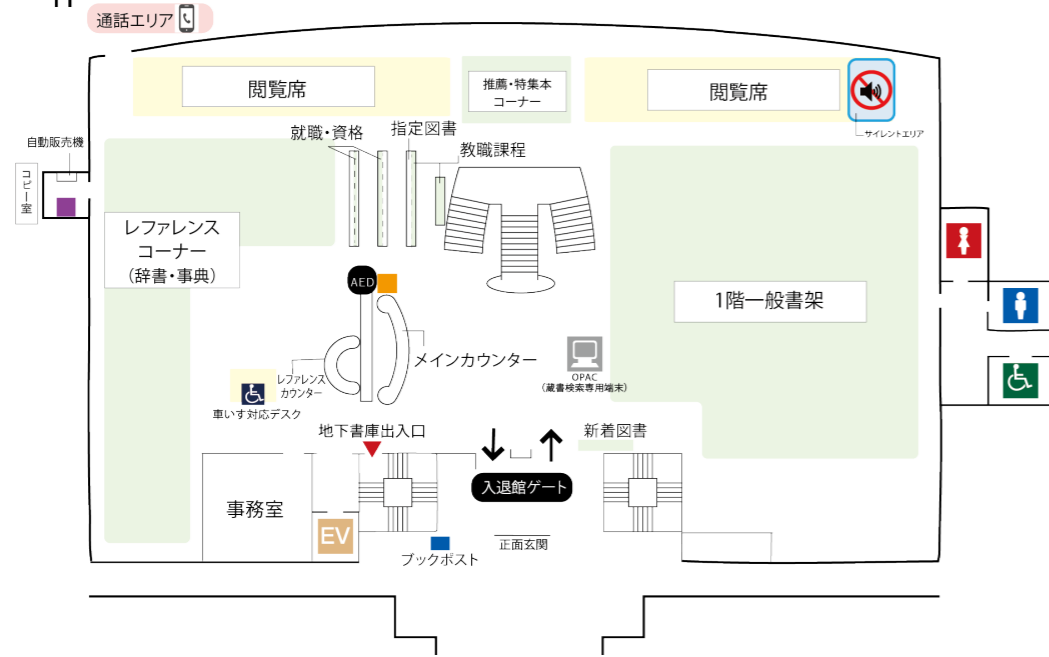 通話エリア
閲覧席
推薦・特集本
コーナー
閲覧席
サイレントエリア
就職・資格
指定図書
教職課程
自動販売機
コピー室
レファレンス
コーナー
（辞書・事典）
AED
1階一般書架
メインカウンター
OPAC
（蔵書検索専用端末）
レファレンス
カウンター
車いす対応デスク
地下書庫出入口
新着図書
入退館ゲート
事務室
EV
ブックポスト
正面玄関